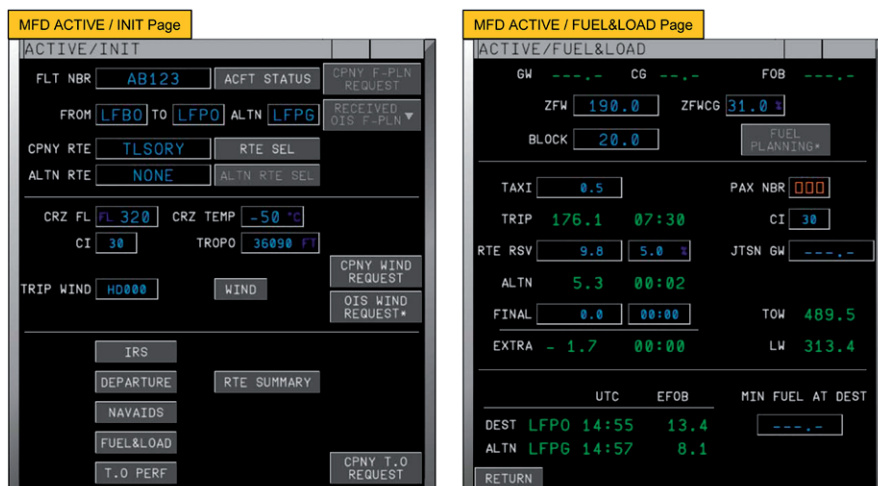 MFD ACTIVE / INIT Page
ACTIVE/INIT
FLT NBR AB123 ACFT STATUS CPNY F-PLN REQUEST
FROM LFBO TO LFPO ALTN LFPG RECEIVED OIS F-PLN▼
CPNY RTE TLSORY RTE SEL
ALTN RTE NONE ALTN RTE SEL
CRZ FL FL 320 CRZ TEMP -50 °C
CI 30 TROPO 36090 FT
CPNY WIND REQUEST
TRIP WIND HD000 WIND
OIS WIND REQUEST*
IRS
DEPARTURE RTE SUMMARY
NAVAIDS
FUEL&LOAD
T.O PERF CPNY T.O REQUEST
MFD ACTIVE / FUEL&LOAD Page
ACTIVE/FUEL&LOAD
GW ---.- CG --.- FOB ---.-
ZFW 190.0 ZFWCG 31.0 %
BLOCK 20.0 FUEL PLANNING*
TAXI 0.5 PAX NBR ▯▯▯
TRIP 176.1 07:30 CI 30
RTE RSV 9.8 5.0 % JTSN GW ---.-
ALTN 5.3 00:02
FINAL 0.0 00:00 TOW 489.5
EXTRA - 1.7 00:00 LW 313.4
UTC EFOB MIN FUEL AT DEST
DEST LFPO 14:55 13.4 ---.-
ALTN LFPG 14:57 8.1
RETURN